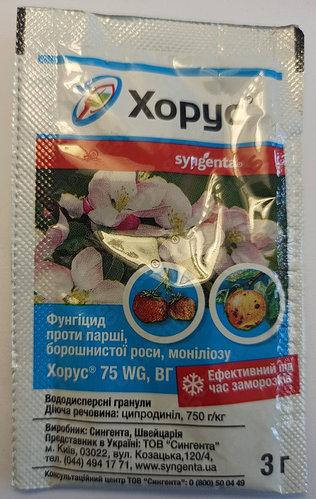 Хорус®
syngenta
Фунгіцид
проти парші,
борошнистої роси, моніліозу
Хорус® 75 WG, ВГ
Ефективний під
час заморозків
Вододисперсні гранули
Діюча речовина: ципродиніл, 750 г/кг
Виробник: Сингента, Швейцарія
Представник в Україні: ТОВ "Сингента"
м. Київ, 03022, вул. Козацька,120/4,
тел. (044) 494 17 71, www.syngenta.ua
Консультаційний центр ТОВ "Сингента" 0 (800) 50 04 49
3 г